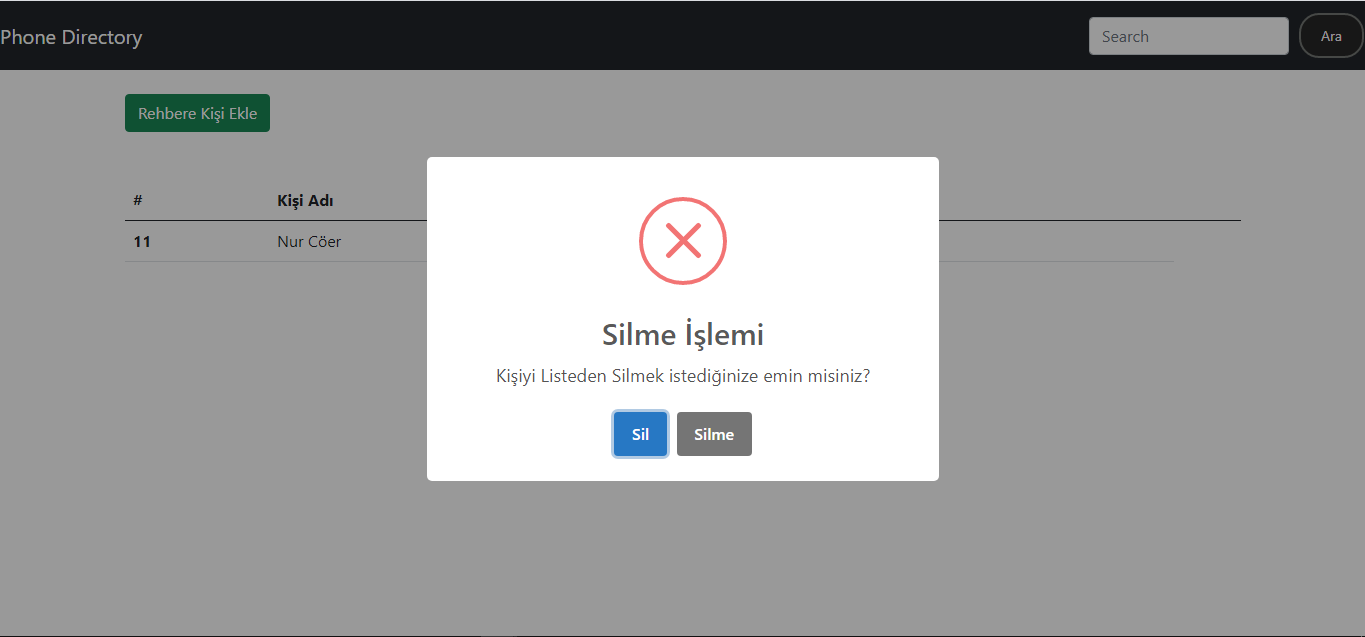 Phone Directory
Search
Ara
Rehbere Kişi Ekle
# Kişi Adı
11 Nur Cöer
Silme İşlemi
Kişiyi Listeden Silmek istediğinize emin misiniz?
Sil Silme